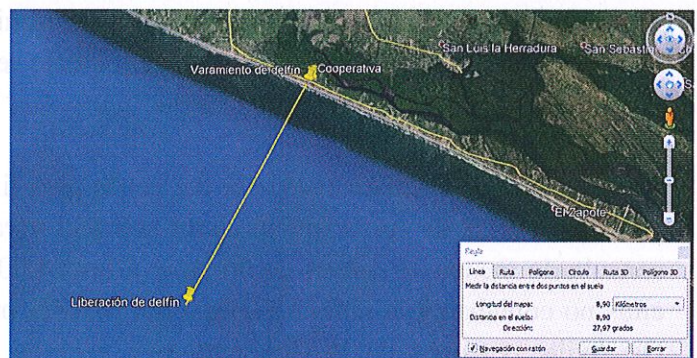 N
San Luis la Herradura
San Sebastián
Varamiento de delfín
Cooperativa
El Zapote
Liberación de delfín
Regla
Línea Ruta Polígono Círculo Ruta 3D Polígono 3D
Medir la distancia entre dos puntos en el suelo
Longitud del mapa: 8,90 Kilómetros
Distancia en el suelo: 8,90
Dirección: 27,97 grados
Navegación con ratón Guardar Borrar